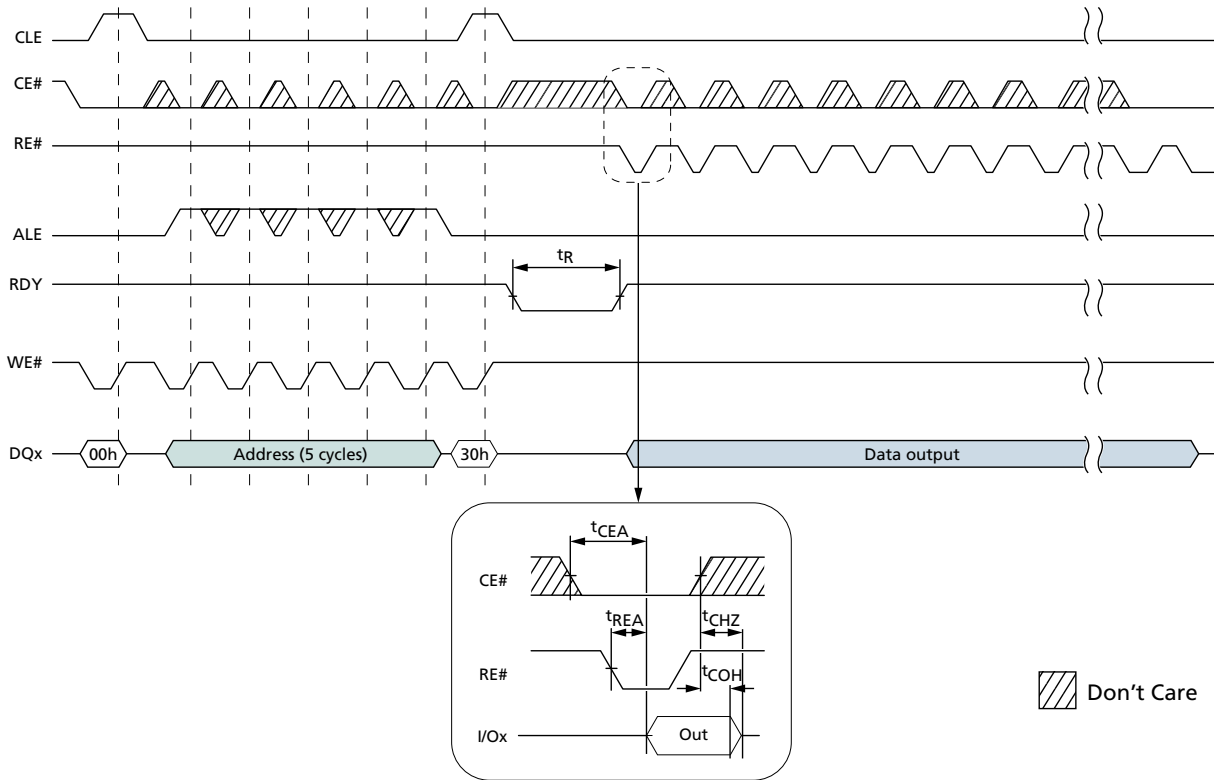 CLE
CE#
RE#
ALE
tR
RDY
WE#
DQx
00h
Address (5 cycles)
30h
Data output
tCEA
CE#
tREA
tCHZ
RE#
tCOH
I/Ox
Out
Don't Care